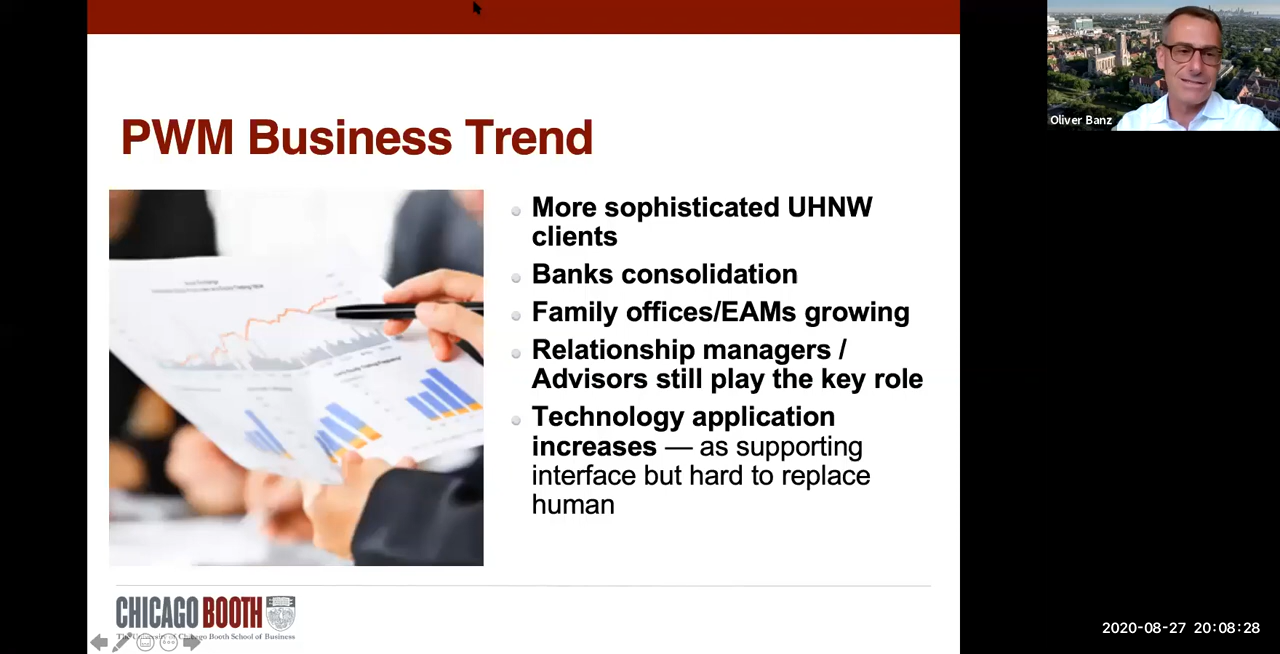 PWM Business Trend
More sophisticated UHNW
clients
Banks consolidation
Family offices/EAMs growing
Relationship managers /
Advisors still play the key role
Technology application
increases — as supporting
interface but hard to replace
human
CHICAGO BOOTH
The University of Chicago Booth School of Business
Oliver Banz
2020-08-27 20:08:28